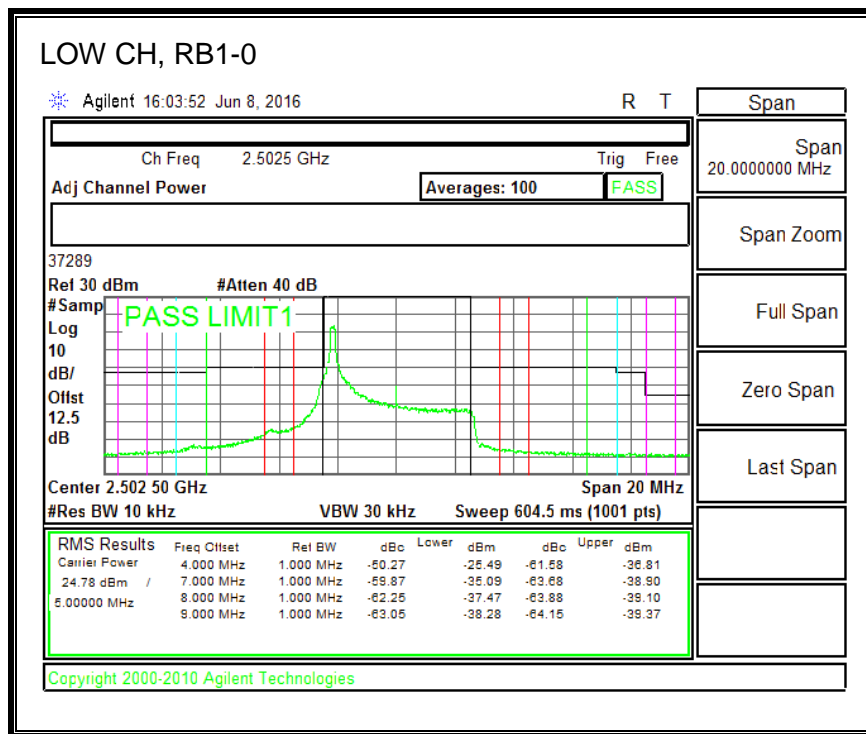 LOW CH, RB1-0
Agilent 16:03:52 Jun 8, 2016 R T
Span
Ch Freq 2.5025 GHz Trig Free
Adj Channel Power Averages: 100 PASS
Span
20.0000000 MHz
Span Zoom
Full Span
Zero Span
Last Span
37289
Ref 30 dBm #Atten 40 dB
#Samp
Log
10
dB/
Offst
12.5
dB
PASS LIMIT1
Center 2.502 50 GHz Span 20 MHz
#Res BW 10 kHz VBW 30 kHz Sweep 604.5 ms (1001 pts)
RMS Results Freq Offset Ref BW dBc Lower dBm dBc Upper dBm
Carrier Power 4.000 MHz 1.000 MHz -50.27 -25.49 -61.58 -36.81
24.78 dBm / 7.000 MHz 1.000 MHz -59.87 -35.09 -63.68 -38.90
5.00000 MHz 8.000 MHz 1.000 MHz -62.25 -37.47 -63.88 -39.10
9.000 MHz 1.000 MHz -63.05 -38.28 -64.15 -39.37
Copyright 2000-2010 Agilent Technologies